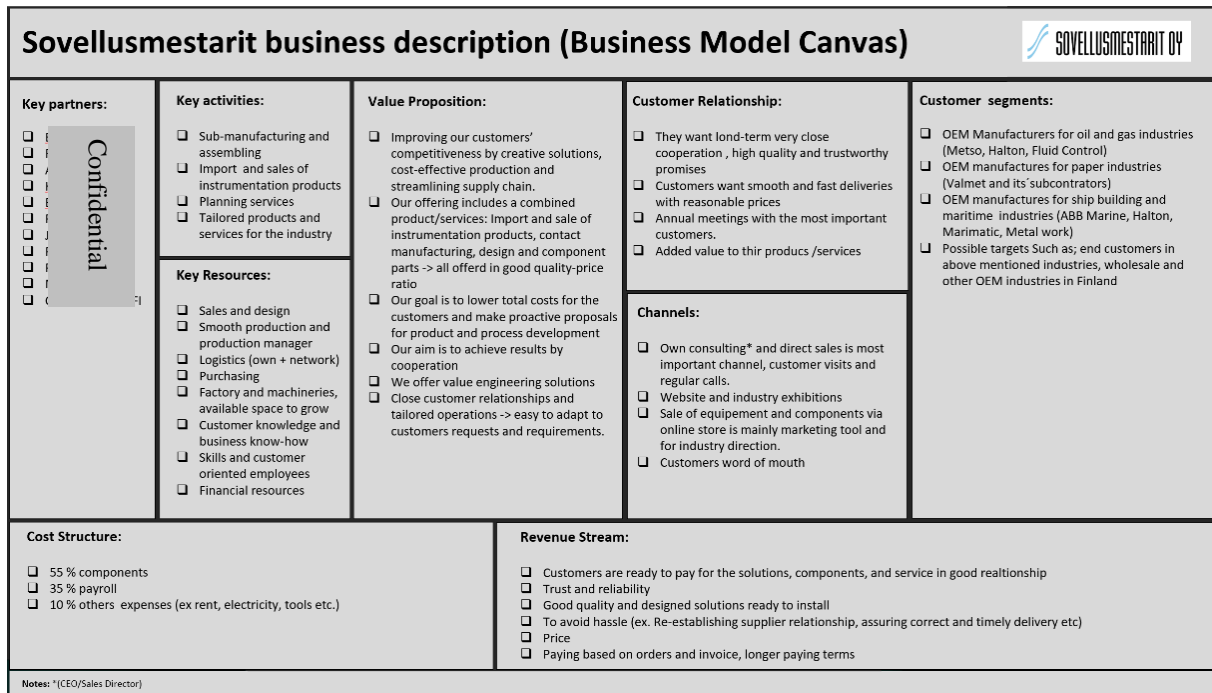 Sovellusmestarit business description (Business Model Canvas)
SOVELLUSMESTARIT OY
Key partners:
Confidential
FI
Key activities:
Sub-manufacturing and
assembling
Import and sales of
instrumentation products
Planning services
Tailored products and
services for the industry
Key Resources:
Sales and design
Smooth production and
production manager
Logistics (own + network)
Purchasing
Factory and machineries,
available space to grow
Customer knowledge and
business know-how
Skills and customer
oriented employees
Financial resources
Value Proposition:
Improving our customers’
competitiveness by creative solutions,
cost-effective production and
streamlining supply chain.
Our offering includes a combined
product/services: Import and sale of
instrumentation products, contact
manufacturing, design and component
parts -> all offerd in good quality-price
ratio
Our goal is to lower total costs for the
customers and make proactive proposals
for product and process development
Our aim is to achieve results by
cooperation
We offer value engineering solutions
Close customer relationships and
tailored operations -> easy to adapt to
customers requests and requirements.
Customer Relationship:
They want lond-term very close
cooperation , high quality and trustworthy
promises
Customers want smooth and fast deliveries
with reasonable prices
Annual meetings with the most important
customers.
Added value to thir producs /services
Channels:
Own consulting* and direct sales is most
important channel, customer visits and
regular calls.
Website and industry exhibitions
Sale of equipement and components via
online store is mainly marketing tool and
for industry direction.
Customers word of mouth
Customer segments:
OEM Manufacturers for oil and gas industries
(Metso, Halton, Fluid Control)
OEM manufactures for paper industries
(Valmet and its´subcontrators)
OEM manufactures for ship building and
maritime industries (ABB Marine, Halton,
Marimatic, Metal work)
Possible targets Such as; end customers in
above mentioned industries, wholesale and
other OEM industries in Finland
Cost Structure:
55 % components
35 % payroll
10 % others expenses (ex rent, electricity, tools etc.)
Revenue Stream:
Customers are ready to pay for the solutions, components, and service in good realtionship
Trust and reliability
Good quality and designed solutions ready to install
To avoid hassle (ex. Re-establishing supplier relationship, assuring correct and timely delivery etc)
Price
Paying based on orders and invoice, longer paying terms
Notes: *(CEO/Sales Director)